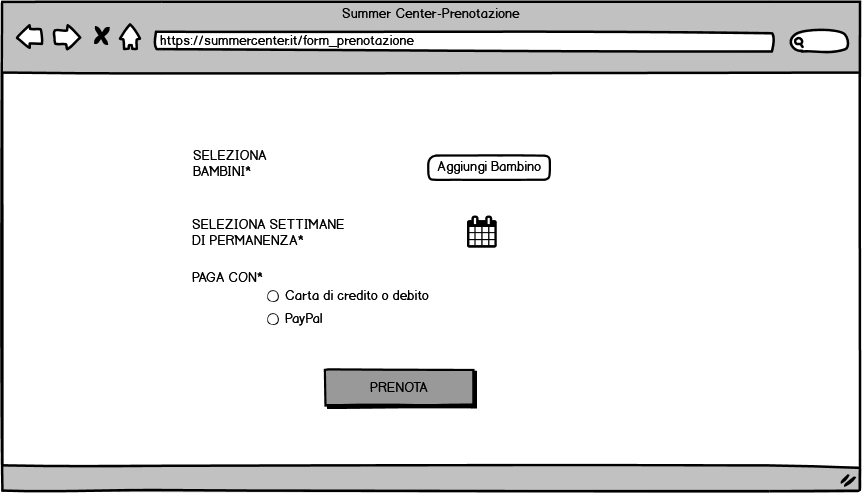 Summer Center-Prenotazione
https://summercenter.it/form_prenotazione
SELEZIONA
BAMBINI*
Aggiungi Bambino
SELEZIONA SETTIMANE
DI PERMANENZA*
PAGA CON*
Carta di credito o debito
PayPal
PRENOTA